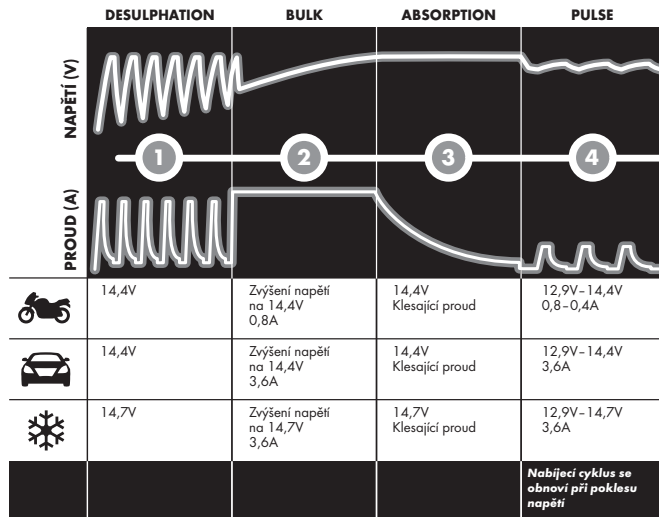 DESULPHATION BULK ABSORPTION PULSE
NAPĚTÍ (V)
1 2 3 4
PROUD (A)
14,4V
Zvýšení napětí
na 14,4V
0,8A
14,4V
Klesající proud
12,9V–14,4V
0,8–0,4A
14,4V
Zvýšení napětí
na 14,4V
3,6A
14,4V
Klesající proud
12,9V–14,4V
3,6A
14,7V
Zvýšení napětí
na 14,7V
3,6A
14,7V
Klesající proud
12,9V–14,7V
3,6A
Nabíjecí cyklus se
obnoví při poklesu
napětí